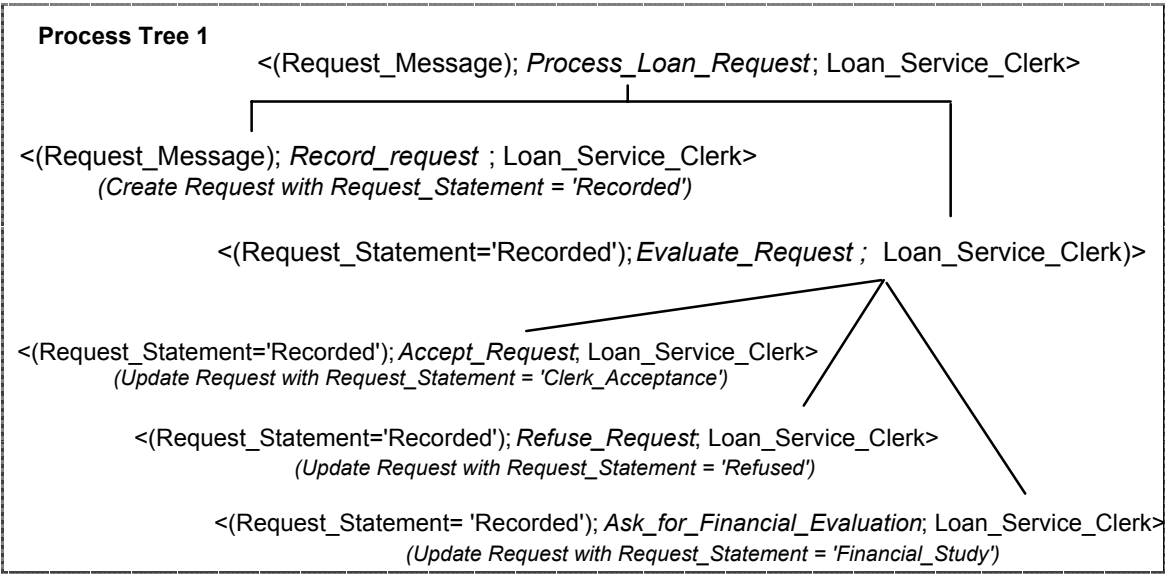 Process Tree 1
<(Request_Message); Process_Loan_Request; Loan_Service_Clerk>
<(Request_Message); Record_request ; Loan_Service_Clerk>
(Create Request with Request_Statement = 'Recorded')
<(Request_Statement='Recorded'); Evaluate_Request ; Loan_Service_Clerk)>
<(Request_Statement='Recorded'); Accept_Request; Loan_Service_Clerk>
(Update Request with Request_Statement = 'Clerk_Acceptance')
<(Request_Statement='Recorded'); Refuse_Request; Loan_Service_Clerk>
(Update Request with Request_Statement = 'Refused')
<(Request_Statement= 'Recorded'); Ask_for_Financial_Evaluation; Loan_Service_Clerk>
(Update Request with Request_Statement = 'Financial_Study')